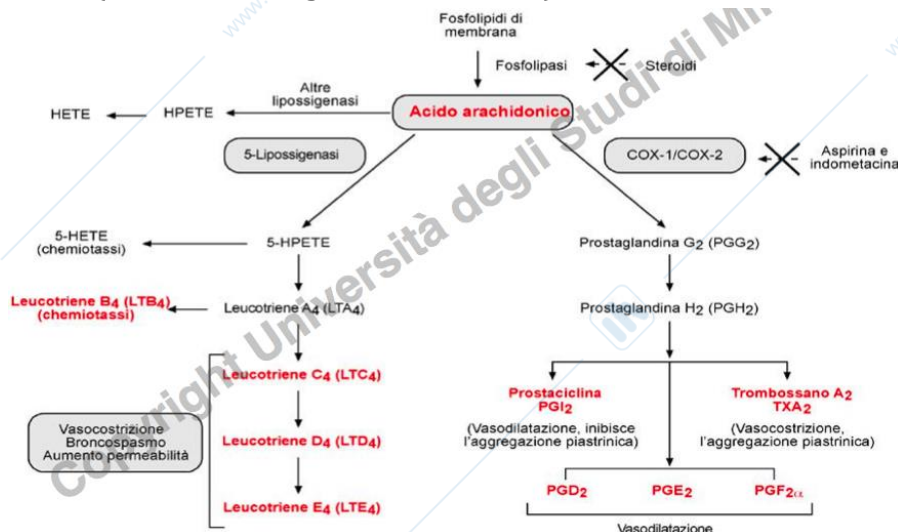 Fosfolipidi di
membrana
Fosfolipasi
Steroidi
Altre
lipossigenasi
HETE
HPETE
Acido arachidonico
5-Lipossigenasi
COX-1/COX-2
Aspirina e
indometacina
5-HETE
(chemiotassi)
5-HPETE
Prostaglandina G2 (PGG2)
Leucotriene B4 (LTB4)
(chemiotassi)
Leucotriene A4 (LTA4)
Prostaglandina H2 (PGH2)
Leucotriene C4 (LTC4)
Prostaciclina
PGI2
Trombossano A2
TXA2
(Vasodilatazione, inibisce
l'aggregazione piastrinica)
(Vasocostrizione,
l'aggregazione piastrinica)
Vasocostrizione
Broncospasmo
Aumento permeabilità
Leucotriene D4 (LTD4)
Leucotriene E4 (LTE4)
PGD2
PGE2
PGF2α
Vasodilatazione
Copyright Università degli Studi di